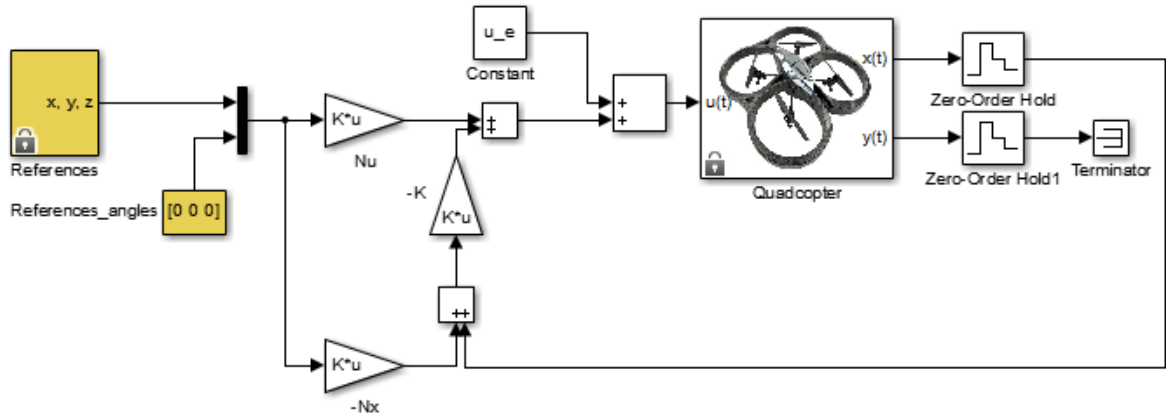 u_e
Constant
x, y, z
References
References_angles
[0 0 0]
K*u
Nu
+
+
-K
K*u
+
+
u(t)
x(t)
y(t)
Quadcopter
Zero-Order Hold
Zero-Order Hold1
Terminator
++
K*u
-Nx